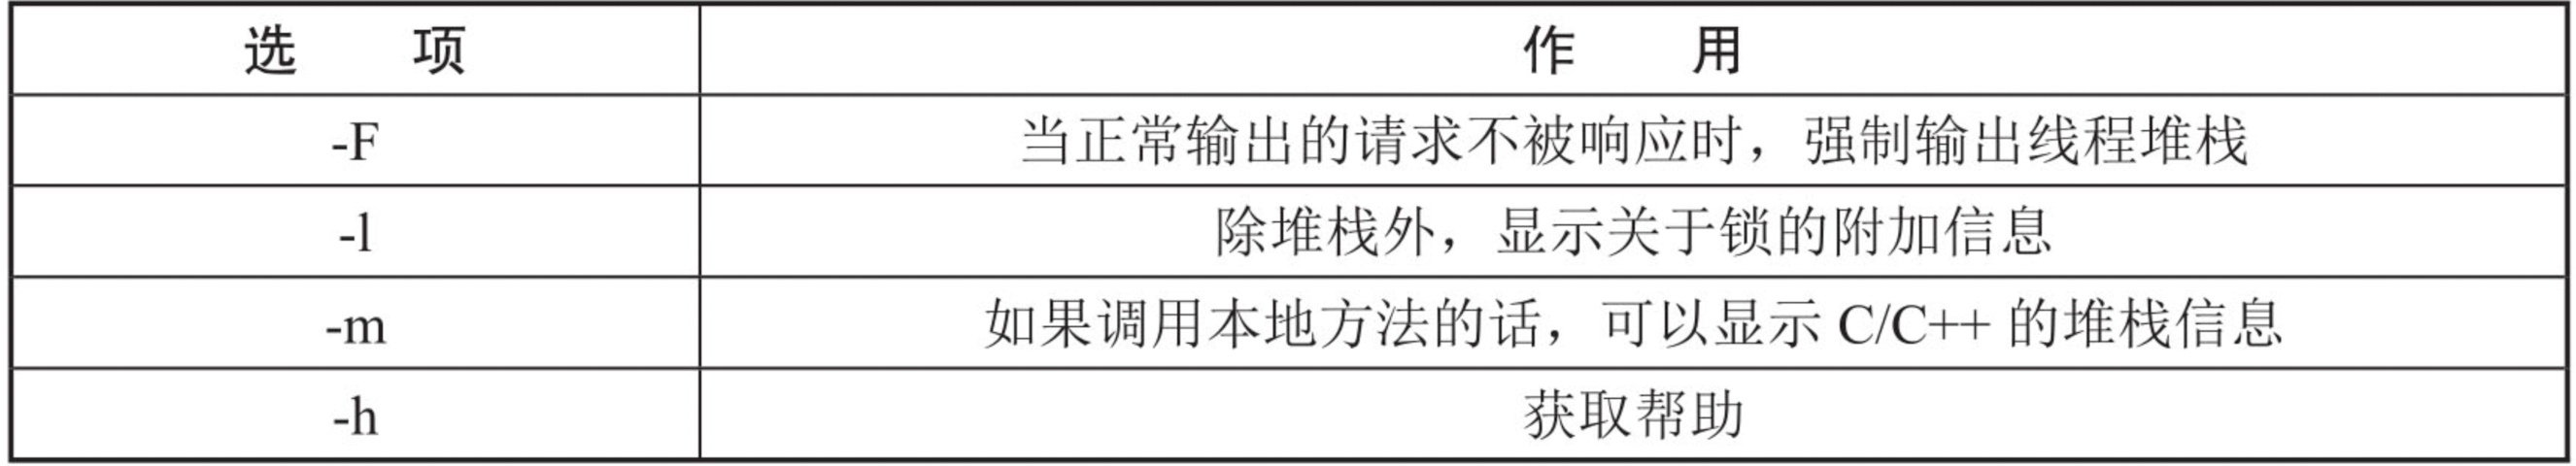 选 项 作 用
-F 当正常输出的请求不被响应时，强制输出线程堆栈
-l 除堆栈外，显示关于锁的附加信息
-m 如果调用本地方法的话，可以显示 C/C++ 的堆栈信息
-h 获取帮助